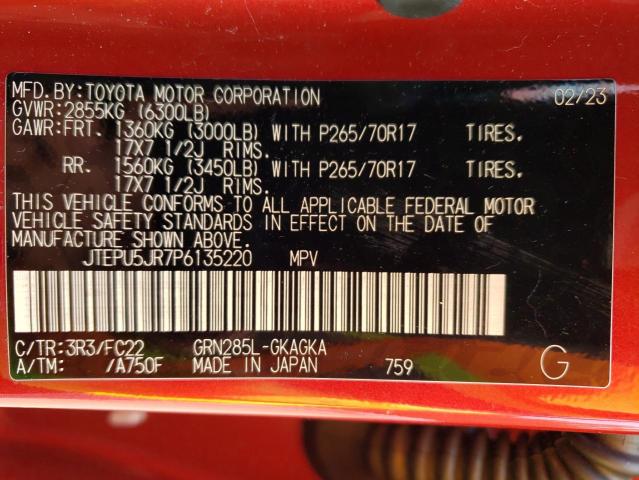 MFD.BY:TOYOTA MOTOR CORPORATION 02/23
GVWR:2855KG (6300LB)
GAWR:FRT. 1360KG (3000LB) WITH P265/70R17 TIRES.
17X7 1/2J RIMS.
RR. 1560KG (3450LB) WITH P265/70R17 TIRES.
17X7 1/2J RIMS.
THIS VEHICLE CONFORMS TO ALL APPLICABLE FEDERAL MOTOR
VEHICLE SAFETY STANDARDS IN EFFECT ON THE DATE OF
MANUFACTURE SHOWN ABOVE.
JTEPU5JR7P6135220 MPV
C/TR:3R3/FC22 GRN285L-GKAGKA
A/TM: /A750F MADE IN JAPAN 759 G